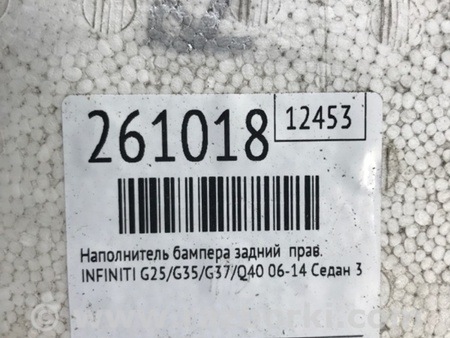 261018
12453
Наполнитель бампера задний прав.
INFINITI G25/G35/G37/Q40 06-14 Седан 3